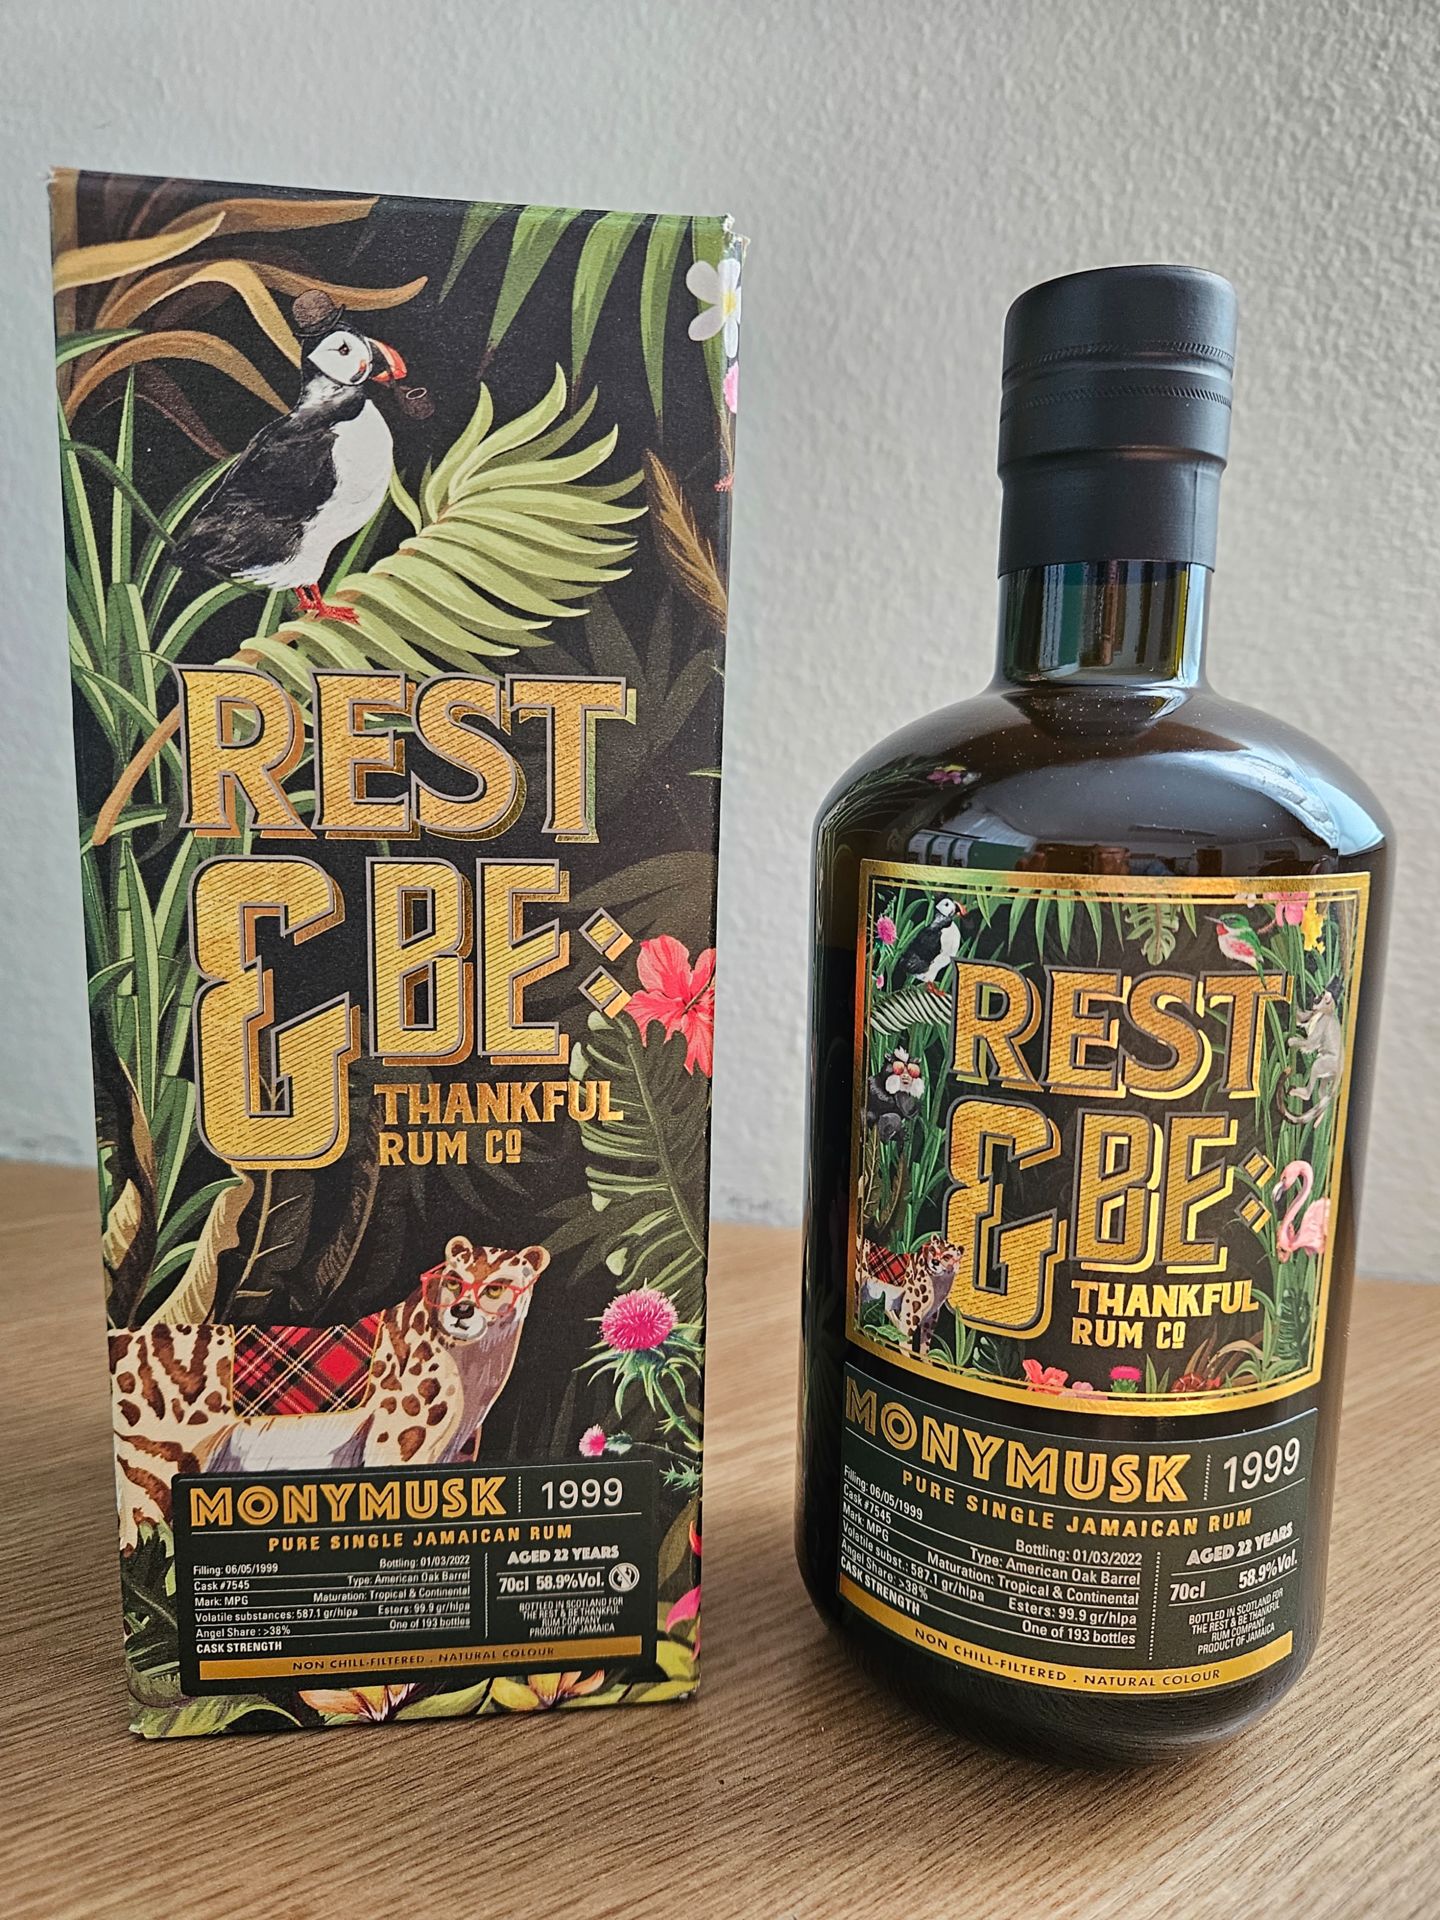 REST
& BE:
THANKFUL
RUM CO
MONYMUSK 1999
PURE SINGLE JAMAICAN RUM
Filling: 06/05/1999 Bottling: 01/03/2022
Cask #7545 Type: American Oak Barrel
Mark: MPG Maturation: Tropical & Continental
Volatile substances: 587.1 gr/hlpa Esters: 99.9 gr/hlpa
Angel Share : >38% One of 193 bottles
CASK STRENGTH
AGED 22 YEARS
70cl 58.9%Vol.
BOTTLED IN SCOTLAND FOR
THE REST & BE THANKFUL
RUM COMPANY
PRODUCT OF JAMAICA
NON CHILL-FILTERED . NATURAL COLOUR
REST
& BE:
THANKFUL
RUM CO
MONYMUSK 1999
PURE SINGLE JAMAICAN RUM
Filling: 06/05/1999 Bottling: 01/03/2022
Cask #7545 Type: American Oak Barrel
Mark: MPG Maturation: Tropical & Continental
Volatile subst.: 587.1 gr/hlpa Esters: 99.9 gr/hlpa
Angel Share: >38% One of 193 bottles
CASK STRENGTH
AGED 22 YEARS
70cl 58.9%Vol.
BOTTLED IN SCOTLAND FOR
THE REST & BE THANKFUL
RUM COMPANY
PRODUCT OF JAMAICA
NON CHILL-FILTERED . NATURAL COLOUR